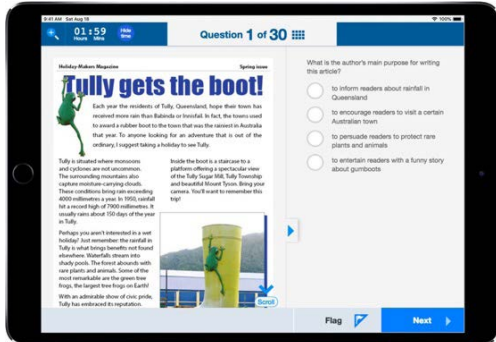 9:41 AM Sat Aug 18
100%
01:59
Hours Mins
Hide time
Question 1 of 30
Holiday Makers Magazine
Spring issue
Tully gets the boot!
Each year the residents of Tully, Queensland, hope their town has
received more rain than Babinda or Innisfail. In fact, the towns used
to award a rubber boot to the town that was the rainiest in Australia
that year. To anyone looking for an adventure that is out of the
ordinary, I suggest taking a holiday to see Tully.
Tully is situated where monsoons
and cyclones are not uncommon.
The surrounding mountains also
capture moisture-carrying clouds.
These conditions bring rain exceeding
4000 millimetres a year. In 1950, rainfall
hit a record high of 7900 millimetres. It
usually rains about 150 days of the year
in Tully.
Perhaps you aren't interested in a wet
holiday? Just remember: the rainfall in
Tully is what brings benefits not found
elsewhere. Waterfalls stream into
shady pools. The forest abounds with
rare plants and animals. Some of the
most remarkable are the green tree
frogs, the largest tree frogs on Earth!
With an admirable show of civic pride,
Tully has embraced its reputation.
Inside the boot is a staircase to a
platform offering a spectacular view
of the Tully Sugar Mill, Tully Township
and beautiful Mount Tyson. Bring your
camera. You'll want to remember this
trip!
Scroll
What is the author's main purpose for writing
this article?
to inform readers about rainfall in
Queensland
to encourage readers to visit a certain
Australian town
to persuade readers to protect rare
plants and animals
to entertain readers with a funny story
about gumboots
Flag
Next